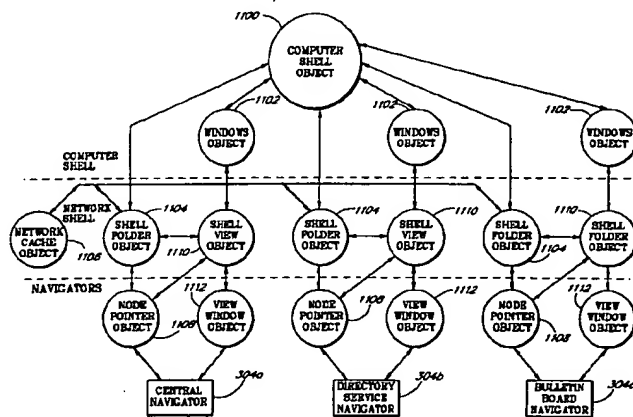 1100
COMPUTER
SHELL
OBJECT
1102
1102
1102
WINDOWS
OBJECT
WINDOWS
OBJECT
WINDOWS
OBJECT
COMPUTER
SHELL
NETWORK
SHELL
1104
1110
1104
1110
1110
NETWORK
CACHE
OBJECT
SHELL
FOLDER
OBJECT
SHELL
VIEW
OBJECT
SHELL
FOLDER
OBJECT
SHELL
VIEW
OBJECT
SHELL
FOLDER
OBJECT
SHELL
FOLDER
OBJECT
1106
1104
NAVIGATORS
1112
1112
1112
NODE
POINTER
OBJECT
VIEW
WINDOW
OBJECT
NODE
POINTER
OBJECT
VIEW
WINDOW
OBJECT
NODE
POINTER
OBJECT
VIEW
WINDOW
OBJECT
1108
1108
1108
304a
304b
304c
CENTRAL
NAVIGATOR
DIRECTORY
SERVICE
NAVIGATOR
BULLETIN
BOARD
NAVIGATOR